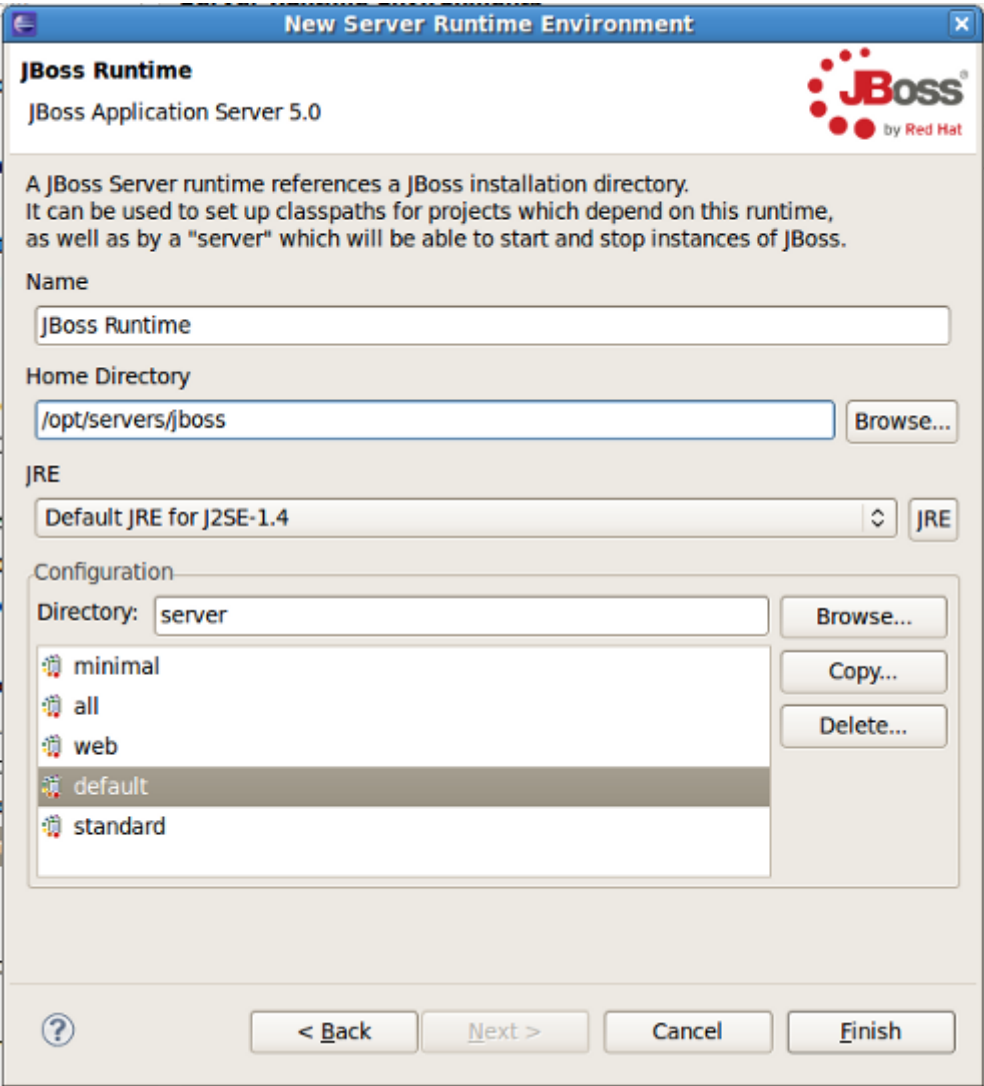 New Server Runtime Environment
JBoss Runtime
JBoss Application Server 5.0
JBoss
by Red Hat
A JBoss Server runtime references a JBoss installation directory.
It can be used to set up classpaths for projects which depend on this runtime,
as well as by a "server" which will be able to start and stop instances of JBoss.
Name
JBoss Runtime
Home Directory
/opt/servers/jboss Browse...
JRE
Default JRE for J2SE-1.4 JRE
Configuration
Directory: server Browse...
minimal Copy...
all
web Delete...
default
standard
? < Back Next > Cancel Finish